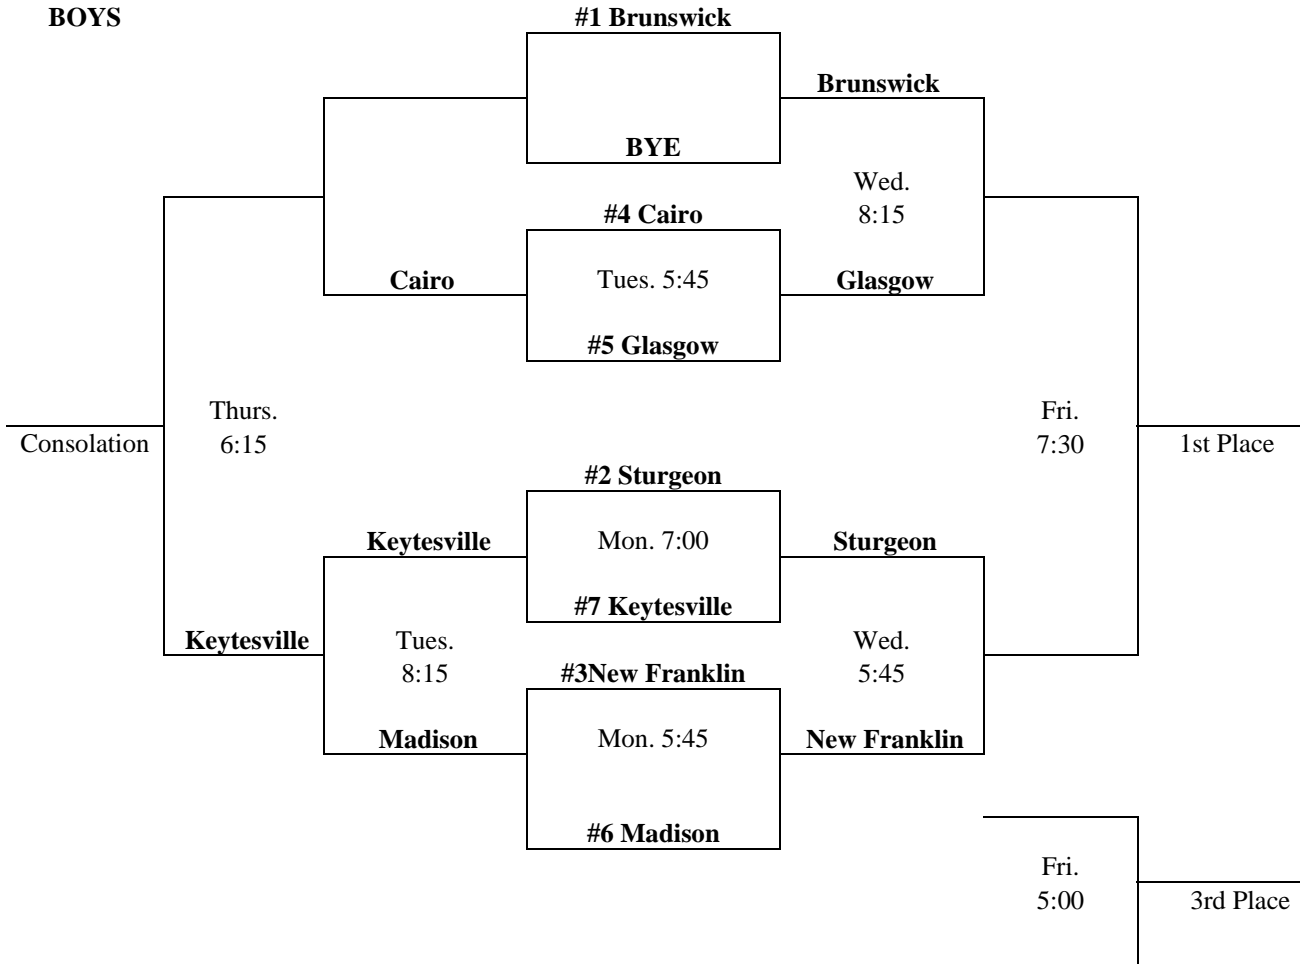 BOYS
#1 Brunswick
Brunswick
BYE
Wed.
8:15
#4 Cairo
Cairo
Tues. 5:45
Glasgow
#5 Glasgow
Thurs.
6:15
Consolation
Fri.
7:30
1st Place
#2 Sturgeon
Keytesville
Mon. 7:00
Sturgeon
#7 Keytesville
Keytesville
Tues.
8:15
Wed.
5:45
#3New Franklin
Madison
Mon. 5:45
New Franklin
#6 Madison
Fri.
5:00
3rd Place